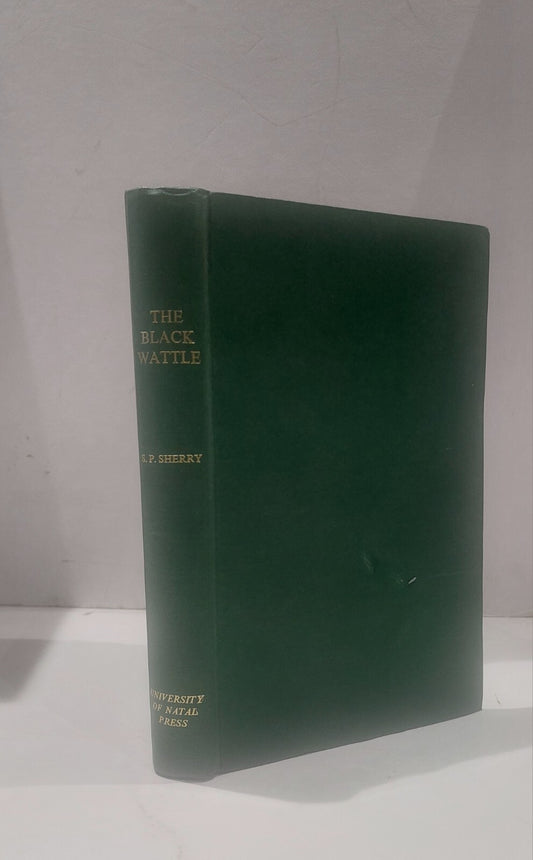 THE
BLACK
WATTLE
S. P. SHERRY
UNIVERSITY
OF NATAL
PRESS